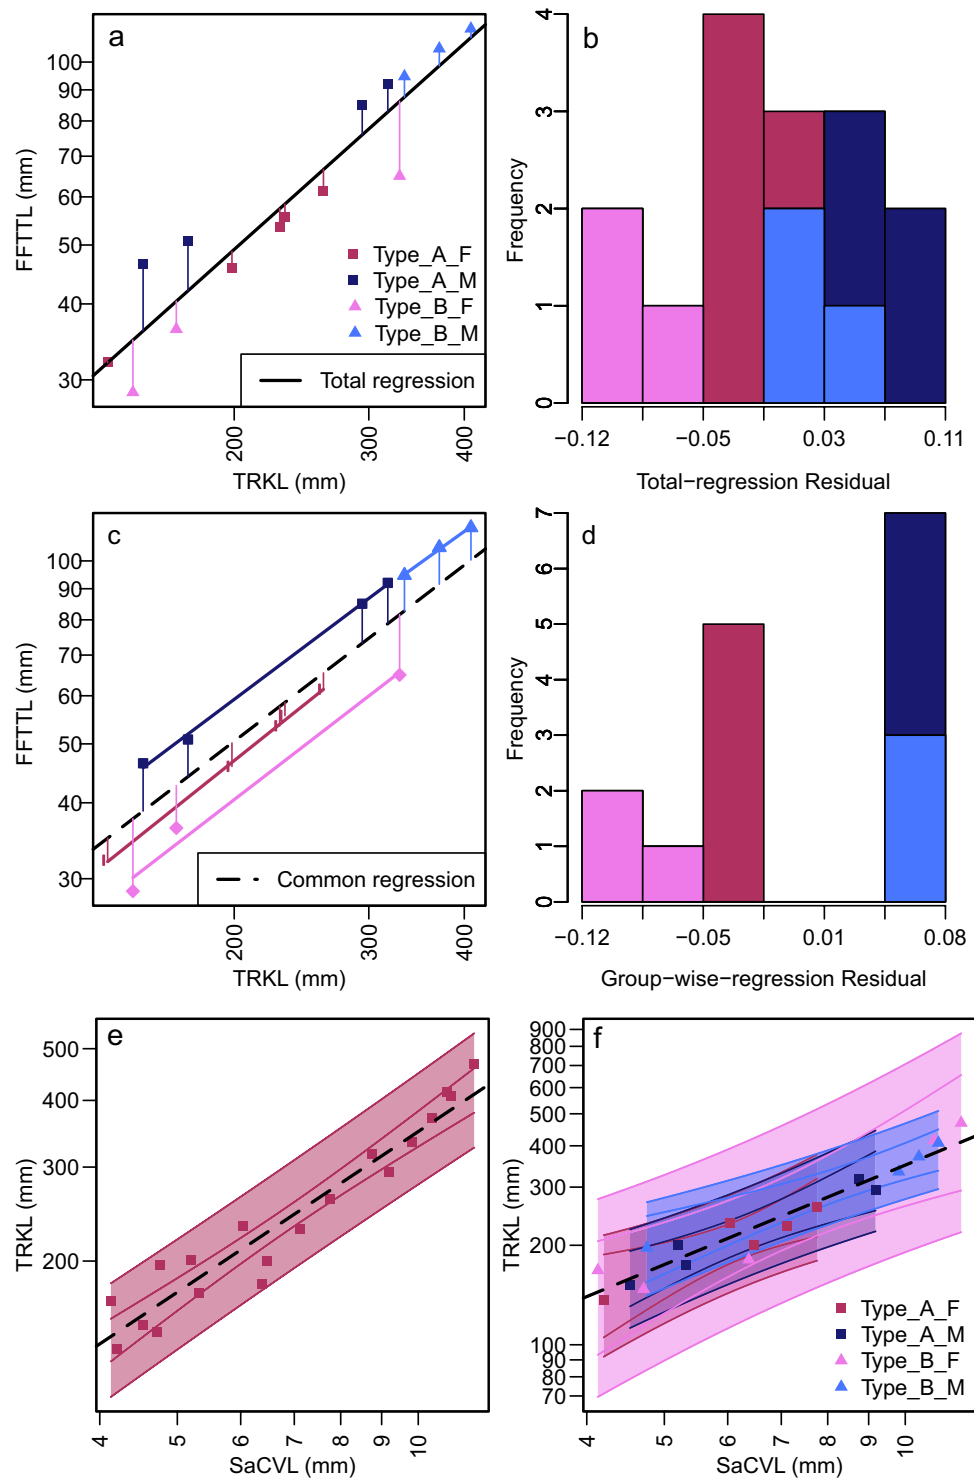 a
100
90
80
70
60
50
40
30
FFTTL (mm)
200
300
400
TRKL (mm)
Type_A_F
Type_A_M
Type_B_F
Type_B_M
Total regression
b
4
3
2
1
0
Frequency
−0.12
−0.05
0.03
0.11
Total−regression Residual
c
100
90
80
70
60
50
40
30
FFTTL (mm)
200
300
400
TRKL (mm)
Common regression
d
7
6
5
4
3
2
1
0
Frequency
−0.12
−0.05
0.01
0.08
Group−wise−regression Residual
e
500
400
300
200
TRKL (mm)
4
5
6
7
8
9
10
SaCVL (mm)
f
900
800
700
600
500
400
300
200
100
90
80
70
TRKL (mm)
4
5
6
7
8
9
10
SaCVL (mm)
Type_A_F
Type_A_M
Type_B_F
Type_B_M